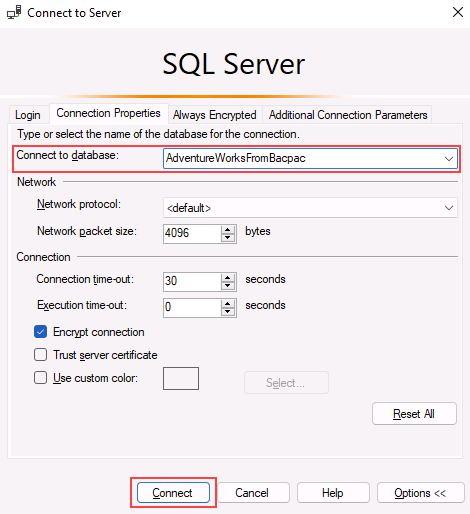 Connect to Server
SQL Server
Login Connection Properties Always Encrypted Additional Connection Parameters
Type or select the name of the database for the connection.
Connect to database: AdventureWorksFromBacpac
Network
Network protocol: <default>
Network packet size: 4096 bytes
Connection
Connection time-out: 30 seconds
Execution time-out: 0 seconds
Encrypt connection
Trust server certificate
Use custom color: Select...
Reset All
Connect Cancel Help Options <<